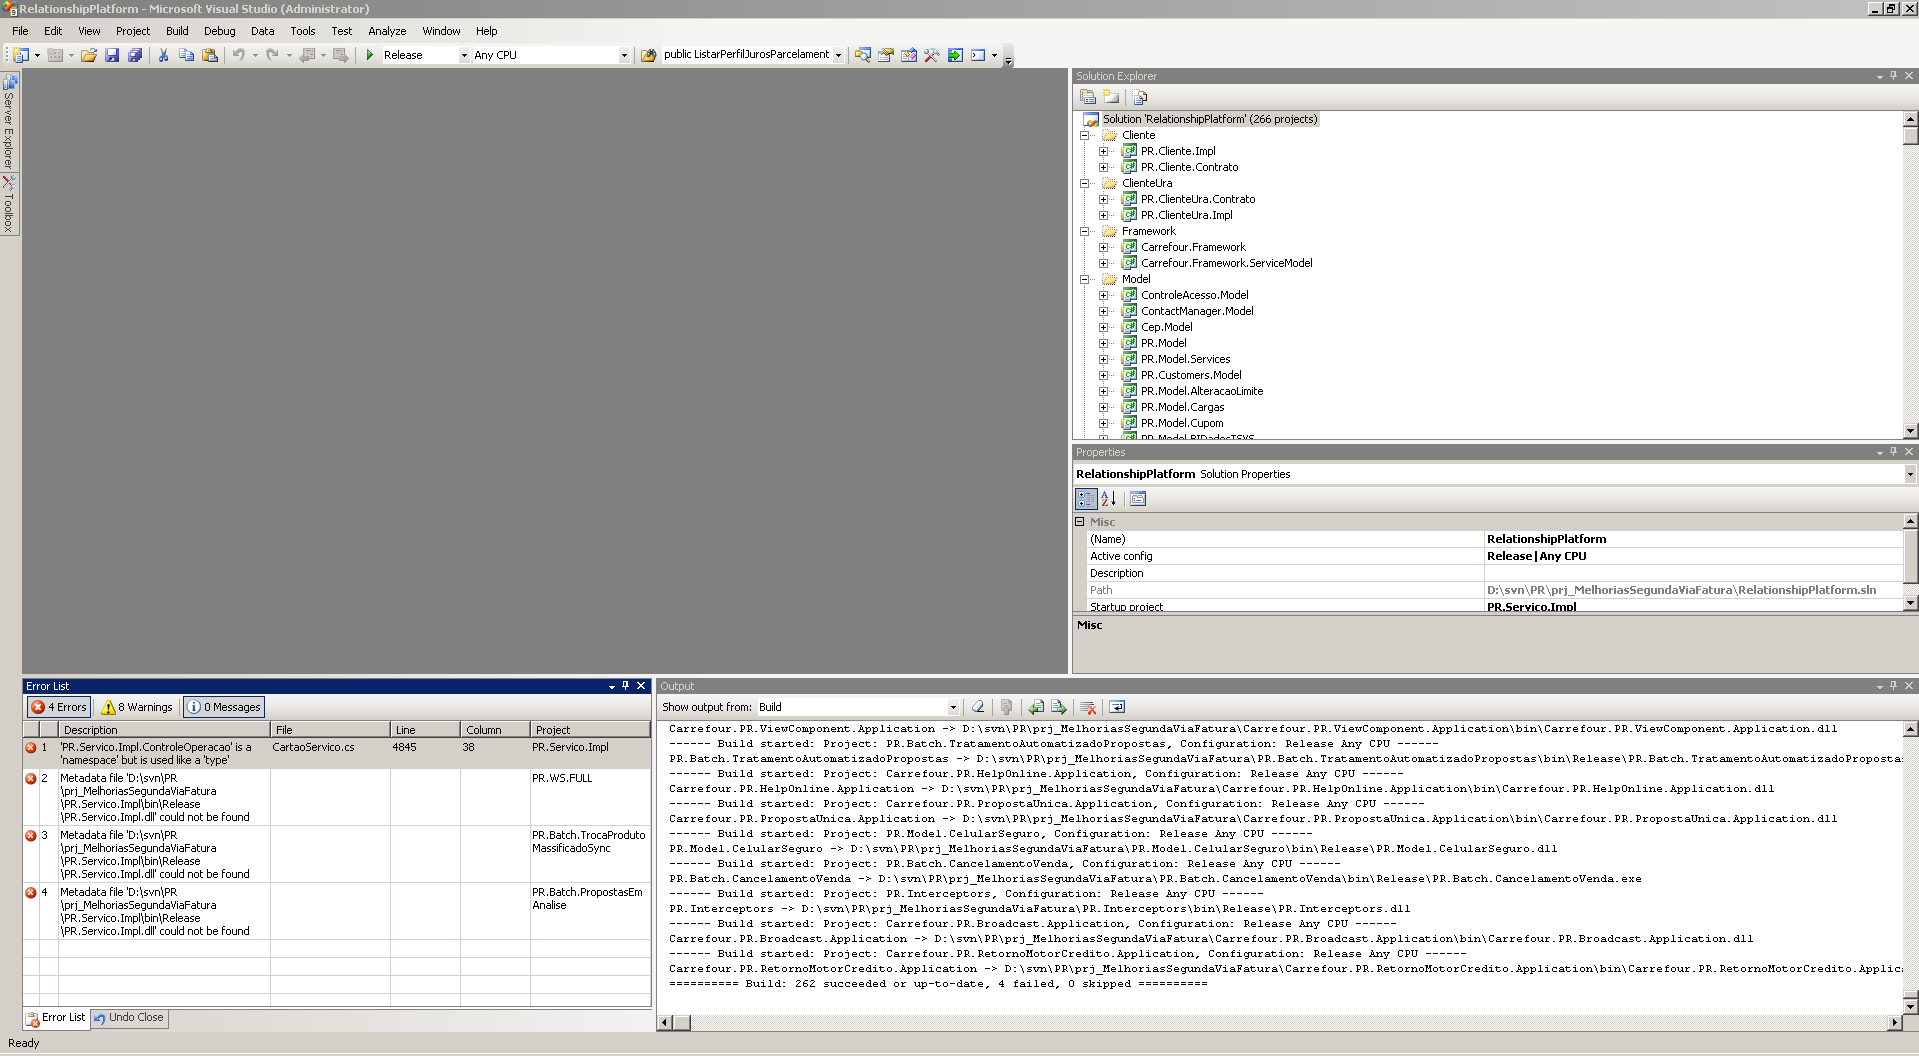 RelationshipPlatform - Microsoft Visual Studio (Administrator)
File Edit View Project Build Debug Data Tools Test Analyze Window Help
Release Any CPU public ListarPerfilJurosParcelament
Server Explorer
Toolbox
Solution Explorer
Solution 'RelationshipPlatform' (266 projects)
Cliente
PR.Cliente.Impl
PR.Cliente.Contrato
ClienteUra
PR.ClienteUra.Contrato
PR.ClienteUra.Impl
Framework
Carrefour.Framework
Carrefour.Framework.ServiceModel
Model
ControleAcesso.Model
ContactManager.Model
Cep.Model
PR.Model
PR.Model.Services
PR.Customers.Model
PR.Model.AlteracaoLimite
PR.Model.Cargas
PR.Model.Cupom
PR.Model.BIDadosTSYS
Properties
RelationshipPlatform Solution Properties
Misc
(Name) RelationshipPlatform
Active config Release|Any CPU
Description
Path D:\svn\PR\prj_MelhoriasSegundaViaFatura\RelationshipPlatform.sln
Startup project PR.Servico.Impl
Misc
Error List
4 Errors 8 Warnings 0 Messages
Description File Line Column Project
1 'PR.Servico.Impl.ControleOperacao' is a CartaoServico.cs 4845 38 PR.Servico.Impl
'namespace' but is used like a 'type'
2 Metadata file 'D:\svn\PR PR.WS.FULL
\prj_MelhoriasSegundaViaFatura
\PR.Servico.Impl\bin\Release
\PR.Servico.Impl.dll' could not be found
3 Metadata file 'D:\svn\PR PR.Batch.TrocaProduto
\prj_MelhoriasSegundaViaFatura MassificadoSync
\PR.Servico.Impl\bin\Release
\PR.Servico.Impl.dll' could not be found
4 Metadata file 'D:\svn\PR PR.Batch.PropostasEm
\prj_MelhoriasSegundaViaFatura Analise
\PR.Servico.Impl\bin\Release
\PR.Servico.Impl.dll' could not be found
Error List Undo Close
Output
Show output from: Build
Carrefour.PR.ViewComponent.Application -> D:\svn\PR\prj_MelhoriasSegundaViaFatura\Carrefour.PR.ViewComponent.Application\bin\Carrefour.PR.ViewComponent.Application.dll
------ Build started: Project: PR.Batch.TratamentoAutomatizadoPropostas, Configuration: Release Any CPU ------
PR.Batch.TratamentoAutomatizadoPropostas -> D:\svn\PR\prj_MelhoriasSegundaViaFatura\PR.Batch.TratamentoAutomatizadoPropostas\bin\Release\PR.Batch.TratamentoAutomatizadoProposta
------ Build started: Project: Carrefour.PR.HelpOnline.Application, Configuration: Release Any CPU ------
Carrefour.PR.HelpOnline.Application -> D:\svn\PR\prj_MelhoriasSegundaViaFatura\Carrefour.PR.HelpOnline.Application\bin\Carrefour.PR.HelpOnline.Application.dll
------ Build started: Project: Carrefour.PR.PropostaUnica.Application, Configuration: Release Any CPU ------
Carrefour.PR.PropostaUnica.Application -> D:\svn\PR\prj_MelhoriasSegundaViaFatura\Carrefour.PR.PropostaUnica.Application\bin\Carrefour.PR.PropostaUnica.Application.dll
------ Build started: Project: PR.Model.CelularSeguro, Configuration: Release Any CPU ------
PR.Model.CelularSeguro -> D:\svn\PR\prj_MelhoriasSegundaViaFatura\PR.Model.CelularSeguro\bin\Release\PR.Model.CelularSeguro.dll
------ Build started: Project: PR.Batch.CancelamentoVenda, Configuration: Release Any CPU ------
PR.Batch.CancelamentoVenda -> D:\svn\PR\prj_MelhoriasSegundaViaFatura\PR.Batch.CancelamentoVenda\bin\Release\PR.Batch.CancelamentoVenda.exe
------ Build started: Project: PR.Interceptors, Configuration: Release Any CPU ------
PR.Interceptors -> D:\svn\PR\prj_MelhoriasSegundaViaFatura\PR.Interceptors\bin\Release\PR.Interceptors.dll
------ Build started: Project: Carrefour.PR.Broadcast.Application, Configuration: Release Any CPU ------
Carrefour.PR.Broadcast.Application -> D:\svn\PR\prj_MelhoriasSegundaViaFatura\Carrefour.PR.Broadcast.Application\bin\Carrefour.PR.Broadcast.Application.dll
------ Build started: Project: Carrefour.PR.RetornoMotorCredito.Application, Configuration: Release Any CPU ------
Carrefour.PR.RetornoMotorCredito.Application -> D:\svn\PR\prj_MelhoriasSegundaViaFatura\Carrefour.PR.RetornoMotorCredito.Application\bin\Carrefour.PR.RetornoMotorCredito.Applic
========== Build: 262 succeeded or up-to-date, 4 failed, 0 skipped ==========
Ready